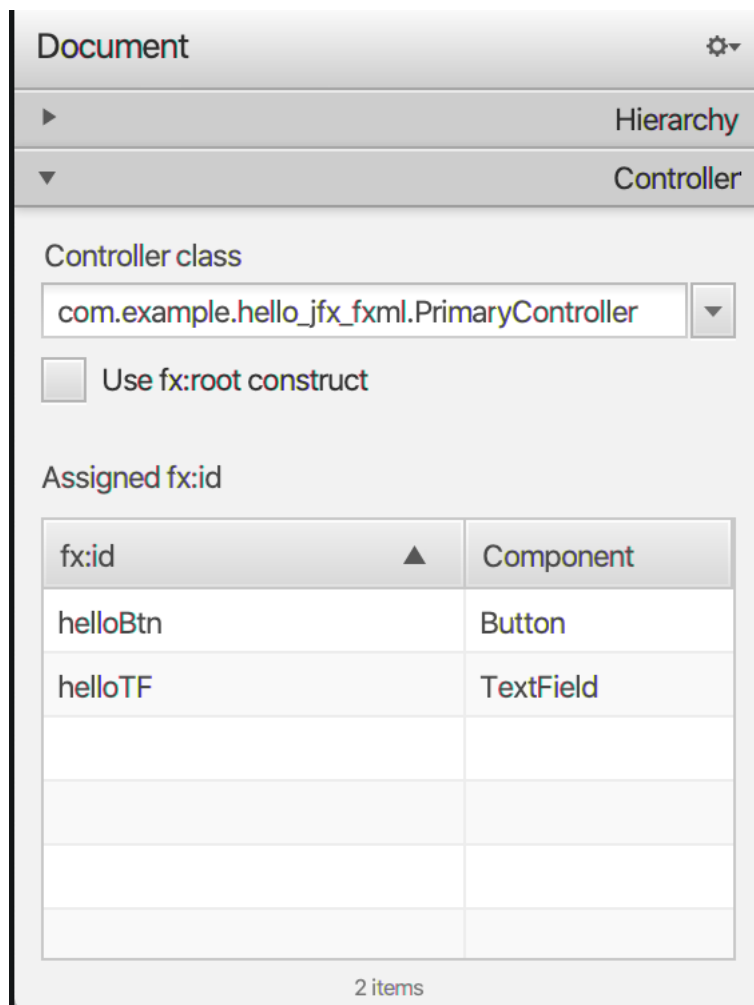 Document
Hierarchy
Controller
Controller class
com.example.hello_jfx_fxml.PrimaryController
Use fx:root construct
Assigned fx:id
fx:id Component
helloBtn Button
helloTF TextField
2 items